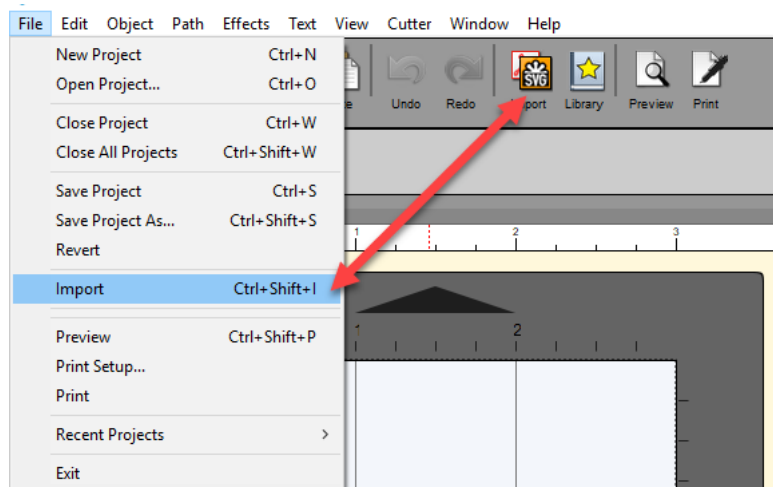 File Edit Object Path Effects Text View Cutter Window Help
New Project Ctrl+N
Open Project... Ctrl+O
Close Project Ctrl+W
Close All Projects Ctrl+Shift+W
Save Project Ctrl+S
Save Project As... Ctrl+Shift+S
Revert
Import Ctrl+Shift+I
Preview Ctrl+Shift+P
Print Setup...
Print
Recent Projects >
Exit
SVG
Undo Redo Library Preview Print
1 2 3
1 2